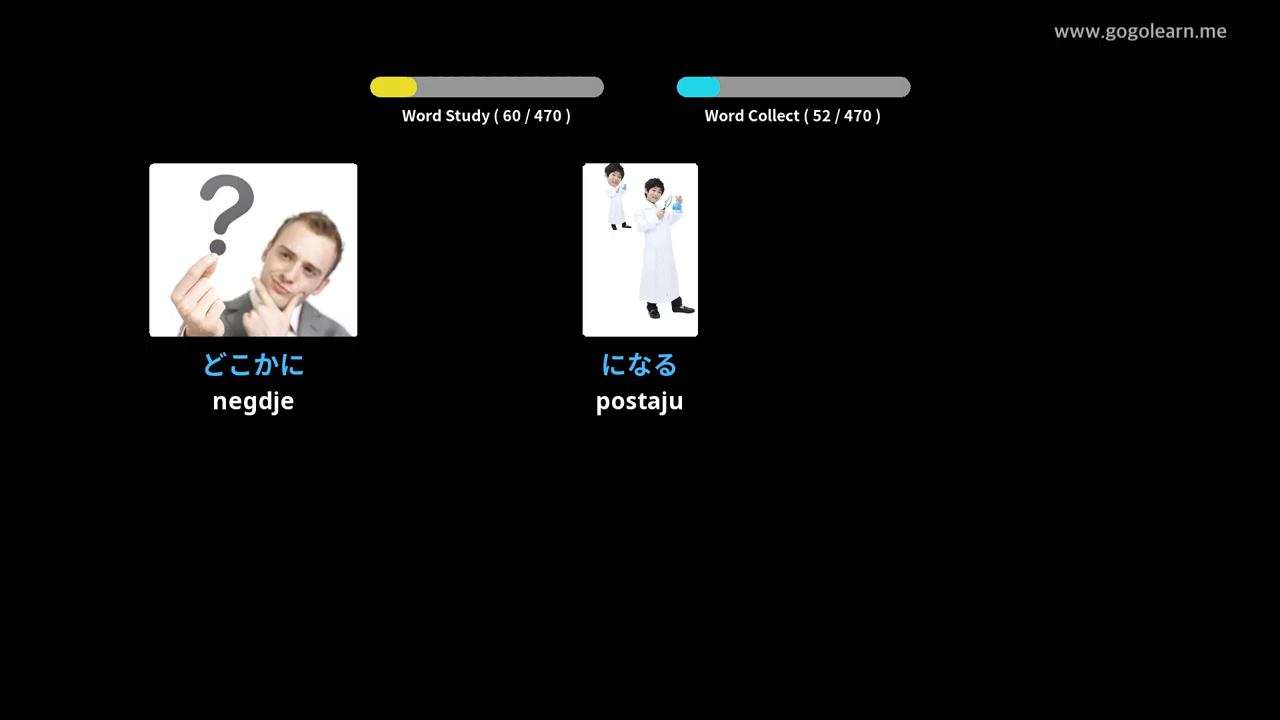 www.gogolearn.me
Word Study ( 60 / 470 )
Word Collect ( 52 / 470 )
?
どこかに
negdje
になる
postaju